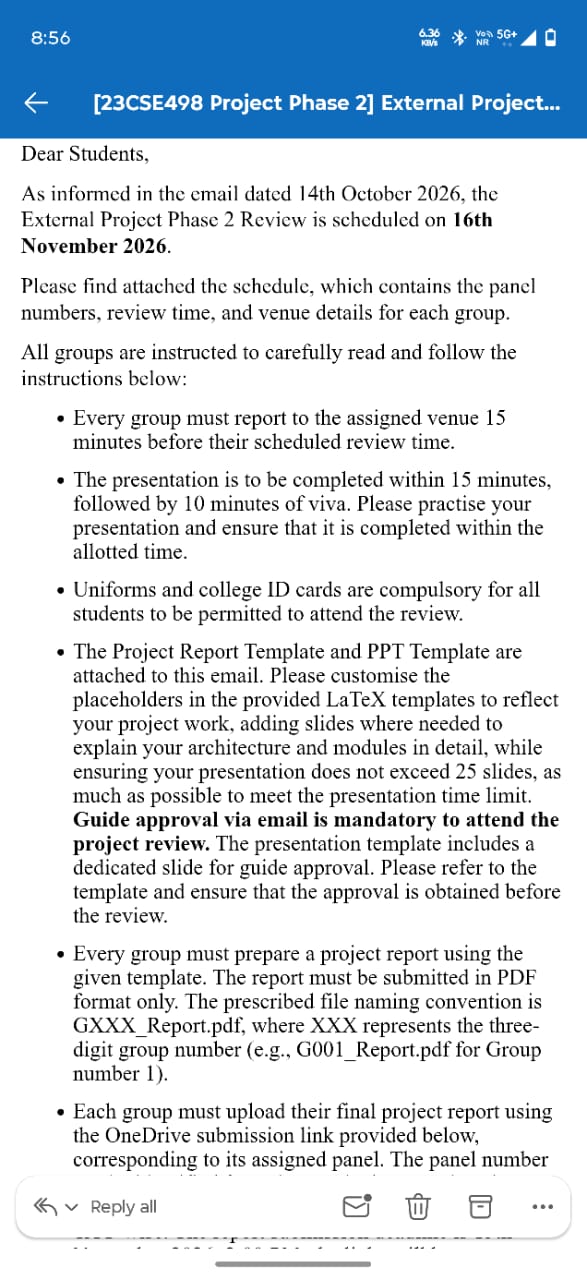 8:56
6.36 KB/s
Vo)) NR 5G+
[23CSE498 Project Phase 2] External Project...
Dear Students,
As informed in the email dated 14th October 2026, the
External Project Phase 2 Review is scheduled on 16th
November 2026.
Please find attached the schedule, which contains the panel
numbers, review time, and venue details for each group.
All groups are instructed to carefully read and follow the
instructions below:
• Every group must report to the assigned venue 15
minutes before their scheduled review time.
• The presentation is to be completed within 15 minutes,
followed by 10 minutes of viva. Please practise your
presentation and ensure that it is completed within the
allotted time.
• Uniforms and college ID cards are compulsory for all
students to be permitted to attend the review.
• The Project Report Template and PPT Template are
attached to this email. Please customise the
placeholders in the provided LaTeX templates to reflect
your project work, adding slides where needed to
explain your architecture and modules in detail, while
ensuring your presentation does not exceed 25 slides, as
much as possible to meet the presentation time limit.
Guide approval via email is mandatory to attend the
project review. The presentation template includes a
dedicated slide for guide approval. Please refer to the
template and ensure that the approval is obtained before
the review.
• Every group must prepare a project report using the
given template. The report must be submitted in PDF
format only. The prescribed file naming convention is
GXXX_Report.pdf, where XXX represents the three-
digit group number (e.g., G001_Report.pdf for Group
number 1).
• Each group must upload their final project report using
the OneDrive submission link provided below,
corresponding to its assigned panel. The panel number
Reply all